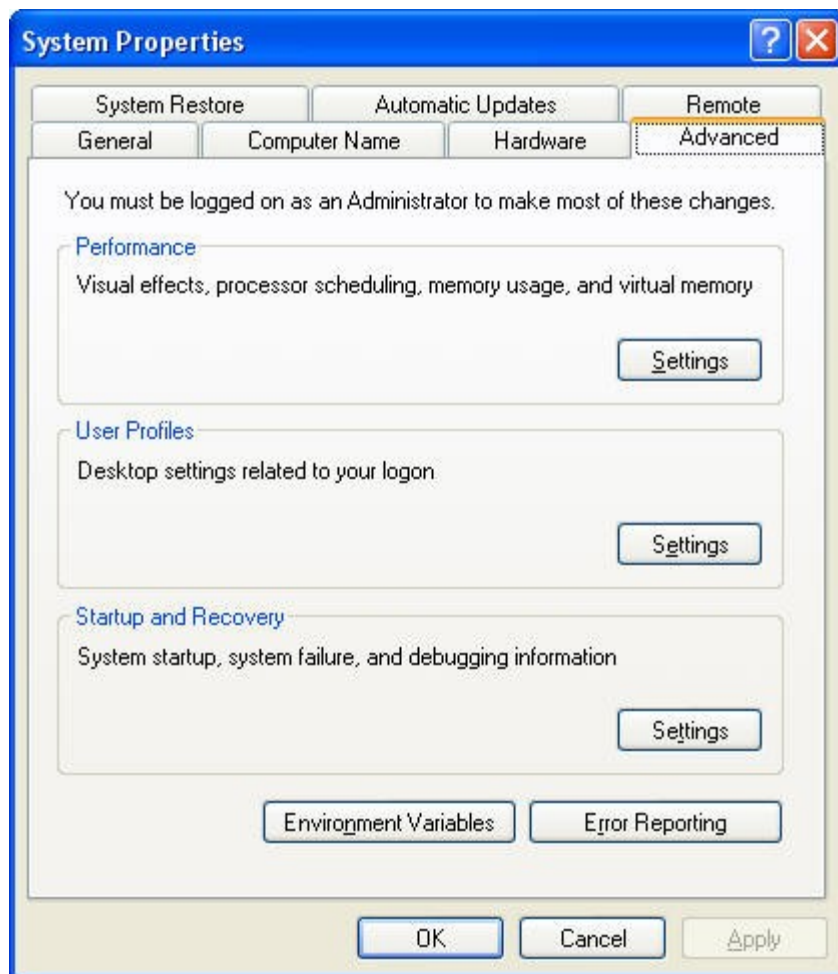 System Properties
System Restore Automatic Updates Remote
General Computer Name Hardware Advanced
You must be logged on as an Administrator to make most of these changes.
Performance
Visual effects, processor scheduling, memory usage, and virtual memory
Settings
User Profiles
Desktop settings related to your logon
Settings
Startup and Recovery
System startup, system failure, and debugging information
Settings
Environment Variables Error Reporting
OK Cancel Apply